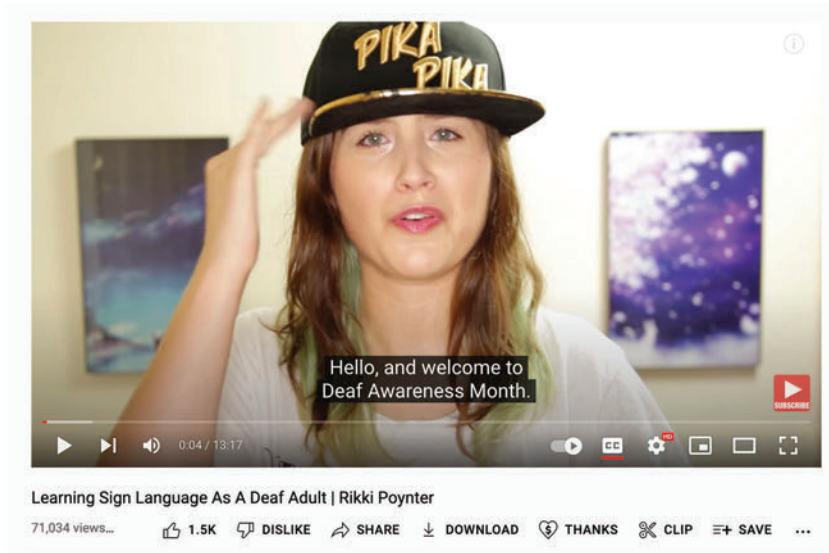 PIKA
PIKA
Hello, and welcome to
Deaf Awareness Month.
SUBSCRIBE
0:04 / 13:17
CC
HD
Learning Sign Language As A Deaf Adult | Rikki Poynter
71,034 views... 1.5K DISLIKE SHARE DOWNLOAD THANKS CLIP SAVE ...